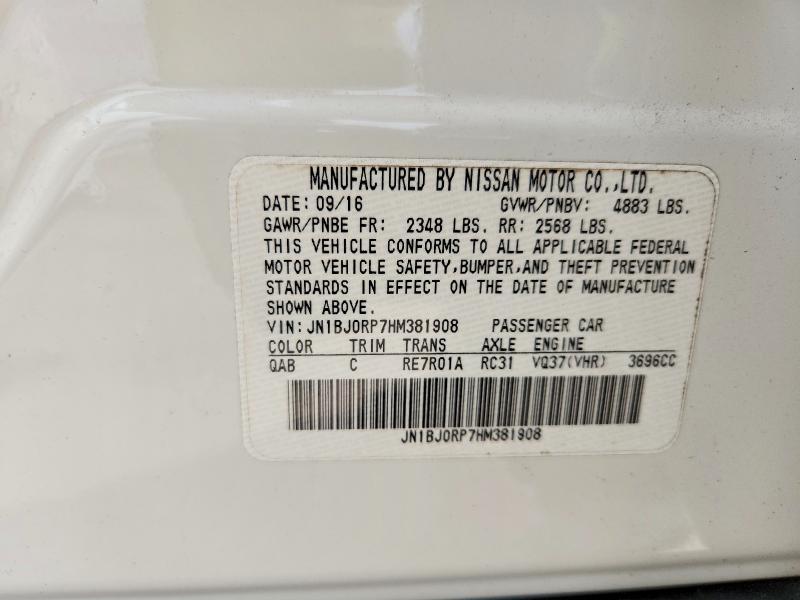 MANUFACTURED BY NISSAN MOTOR CO.,LTD.
DATE: 09/16 GVWR/PNBV: 4883 LBS.
GAWR/PNBE FR: 2348 LBS. RR: 2568 LBS.
THIS VEHICLE CONFORMS TO ALL APPLICABLE FEDERAL
MOTOR VEHICLE SAFETY,BUMPER,AND THEFT PREVENTION
STANDARDS IN EFFECT ON THE DATE OF MANUFACTURE
SHOWN ABOVE.
VIN: JN1BJ0RP7HM381908 PASSENGER CAR
COLOR TRIM TRANS AXLE ENGINE
QAB C RE7R01A RC31 VQ37(VHR) 3696CC
JN1BJ0RP7HM381908